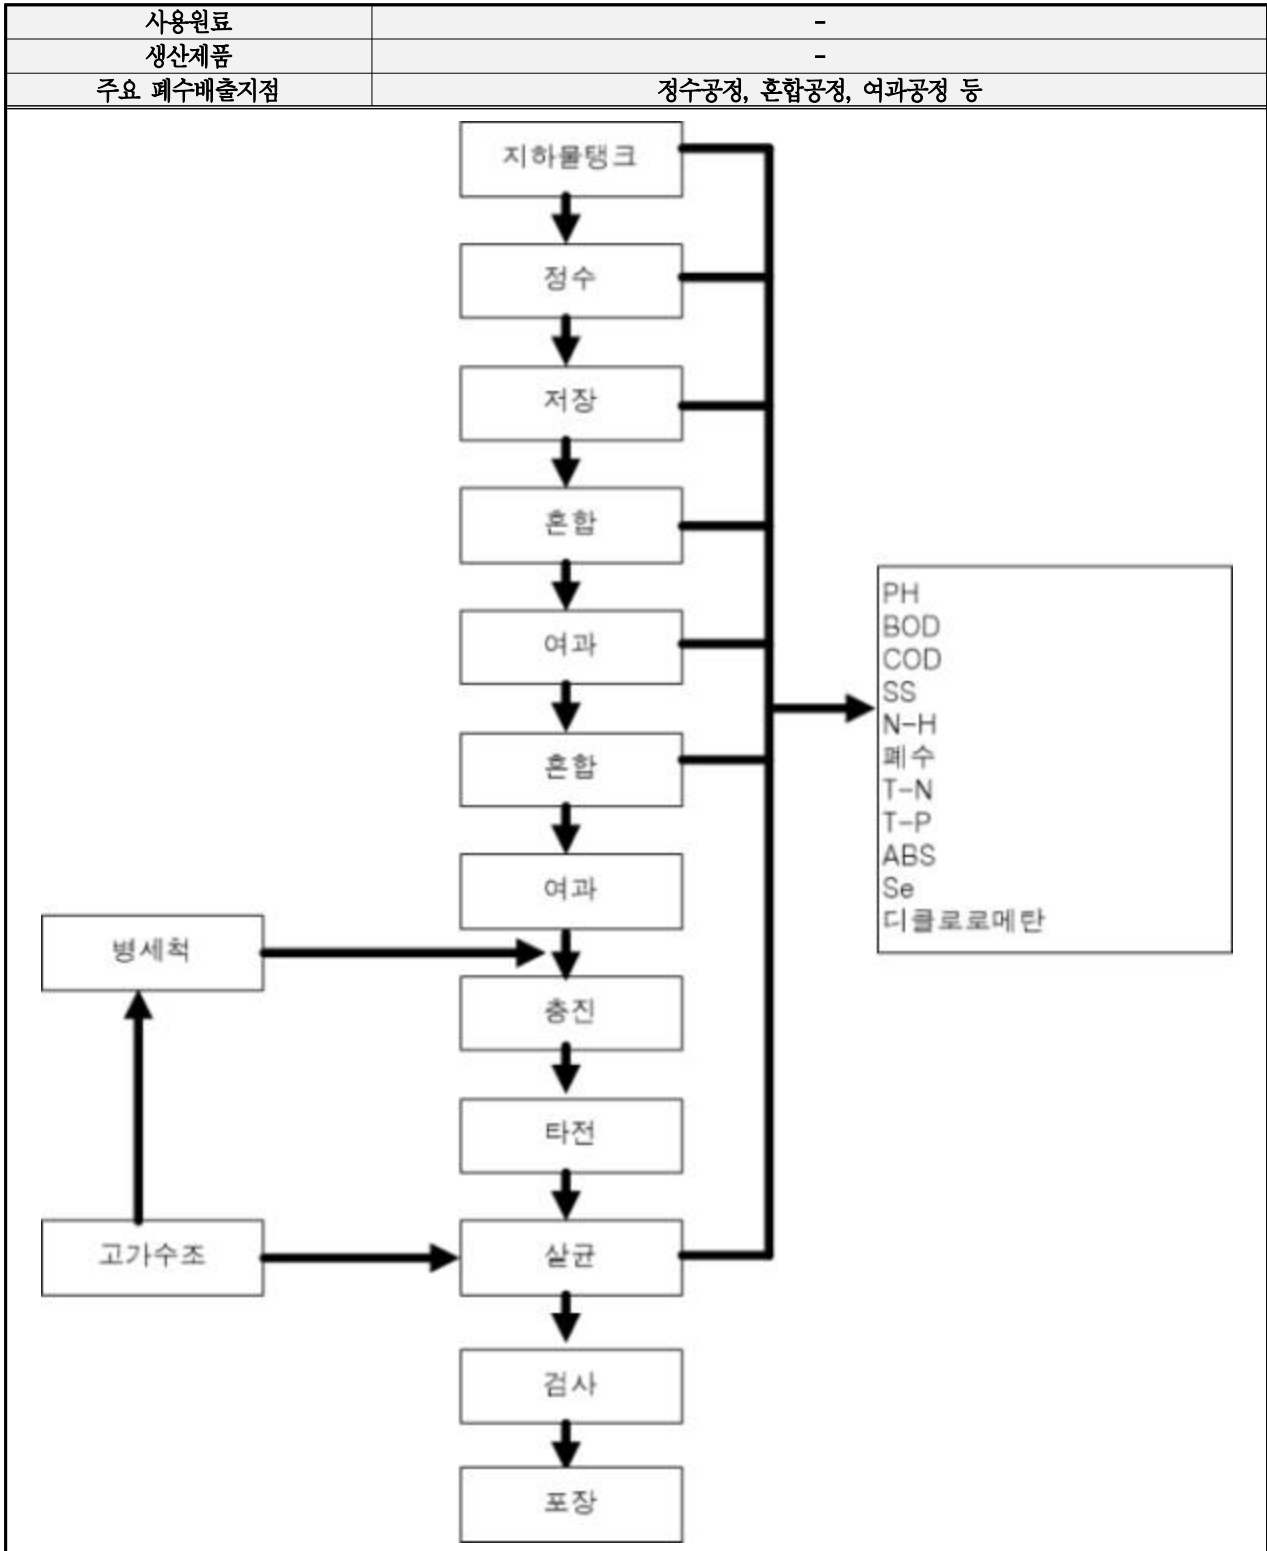 사용원료 -
생산제품 -
주요 폐수배출지점 정수공정, 혼합공정, 여과공정 등
지하물탱크
정수
저장
혼합
여과
혼합
여과
병세척
충진
타전
고가수조
살균
검사
포장
PH
BOD
COD
SS
N-H
폐수
T-N
T-P
ABS
Se
디클로로메탄